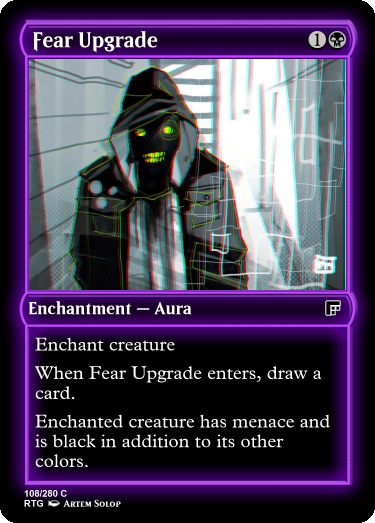 Fear Upgrade 1
Enchantment — Aura
Enchant creature
When Fear Upgrade enters, draw a
card.
Enchanted creature has menace and
is black in addition to its other
colors.
108/280 C
RTG Artem Solop